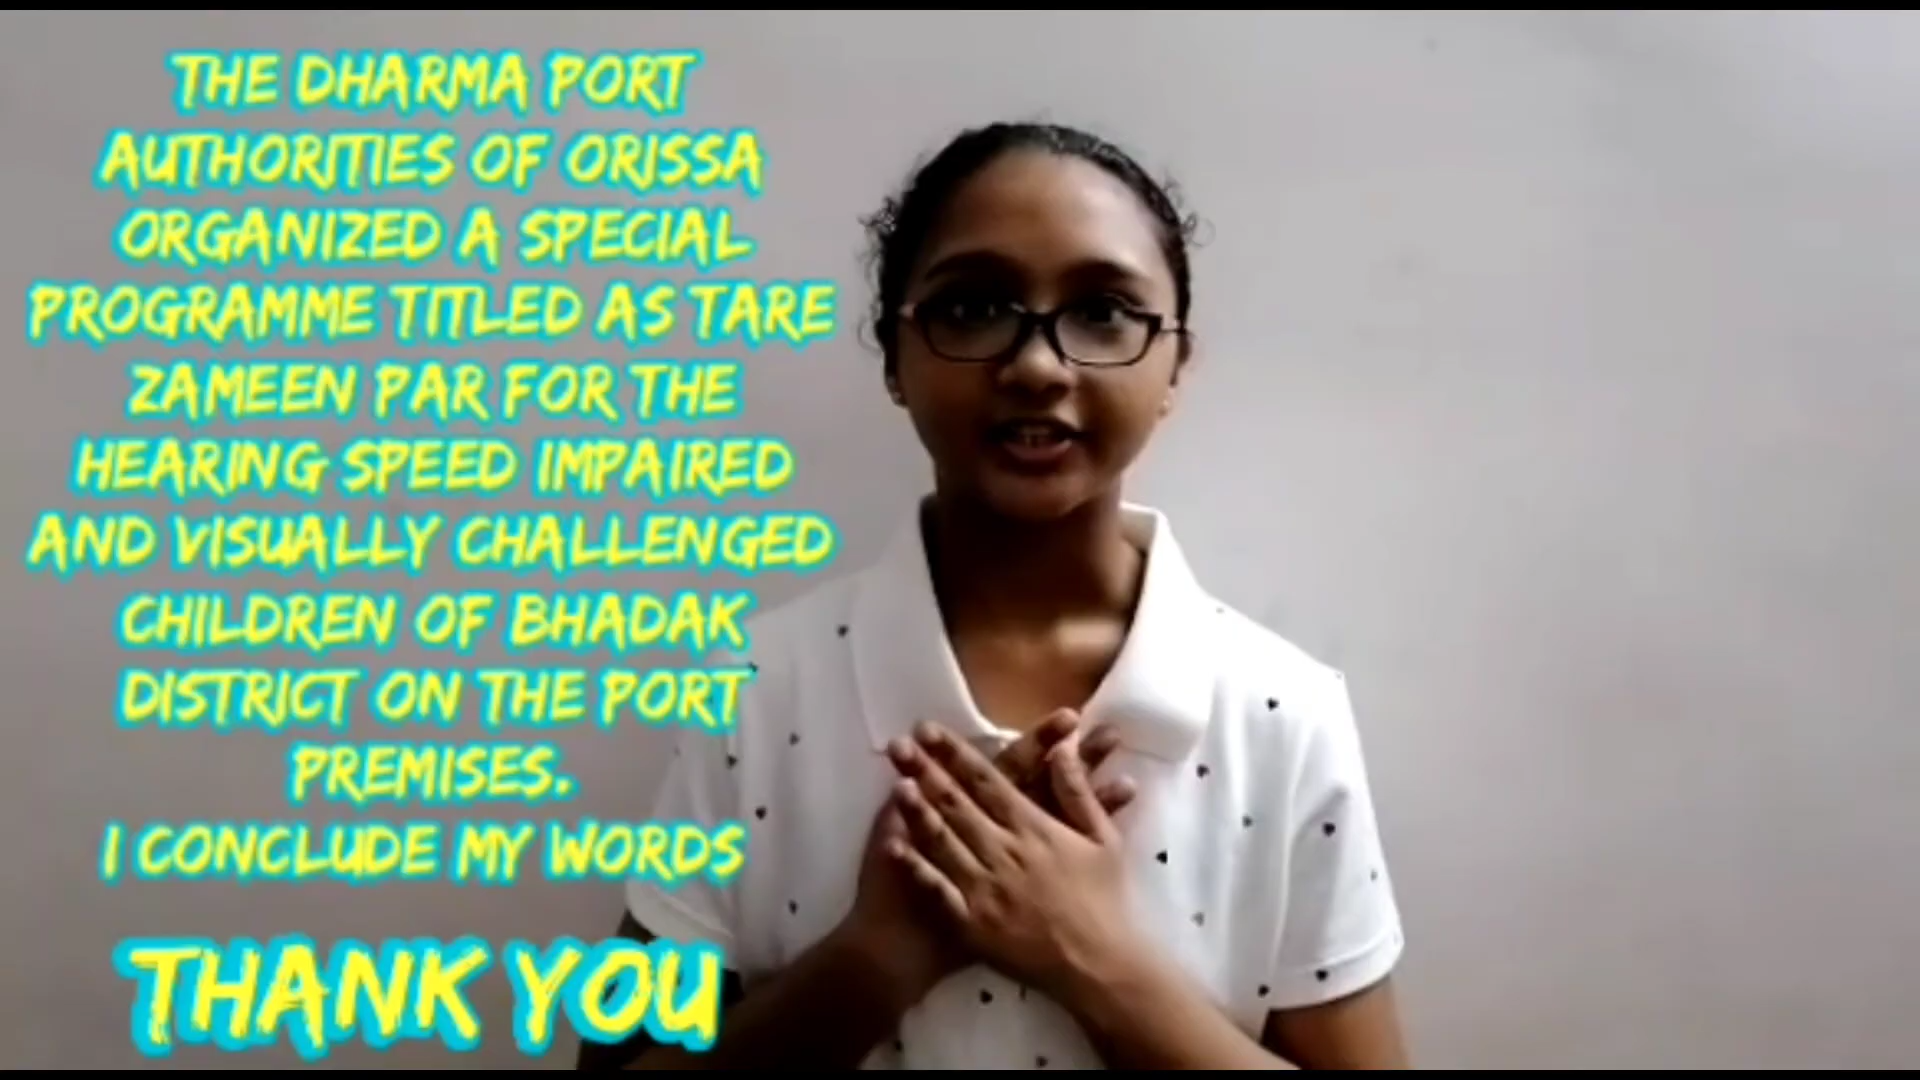 THE DHARMA PORT
AUTHORITIES OF ORISSA
ORGANIZED A SPECIAL
PROGRAMME TITLED AS TARE
ZAMEEN PAR FOR THE
HEARING SPEED IMPAIRED
AND VISUALLY CHALLENGED
CHILDREN OF BHADAK
DISTRICT ON THE PORT
PREMISES.
I CONCLUDE MY WORDS
THANK YOU